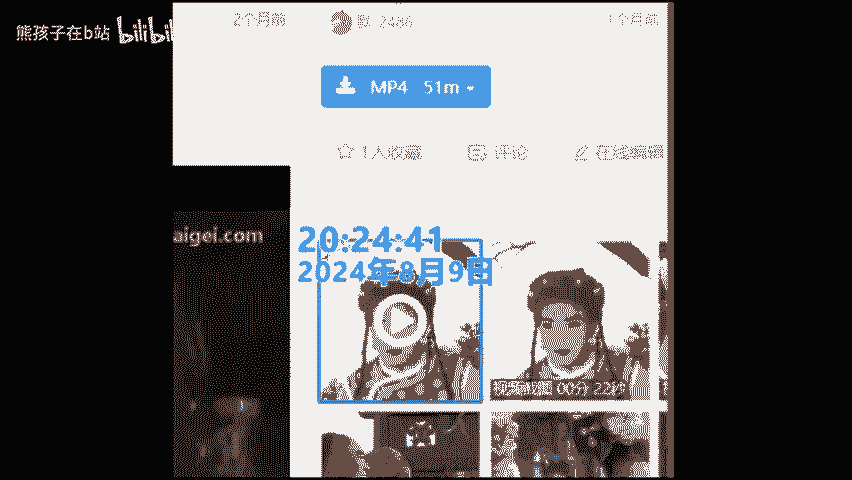 熊孩子在b站 bilibil
2个月前
数 2486
1个月前
MP4 51m
1人收藏
评论
在线编辑
aigei.com
20:24:41
2024年8月9日
视频截图 00分 22秒